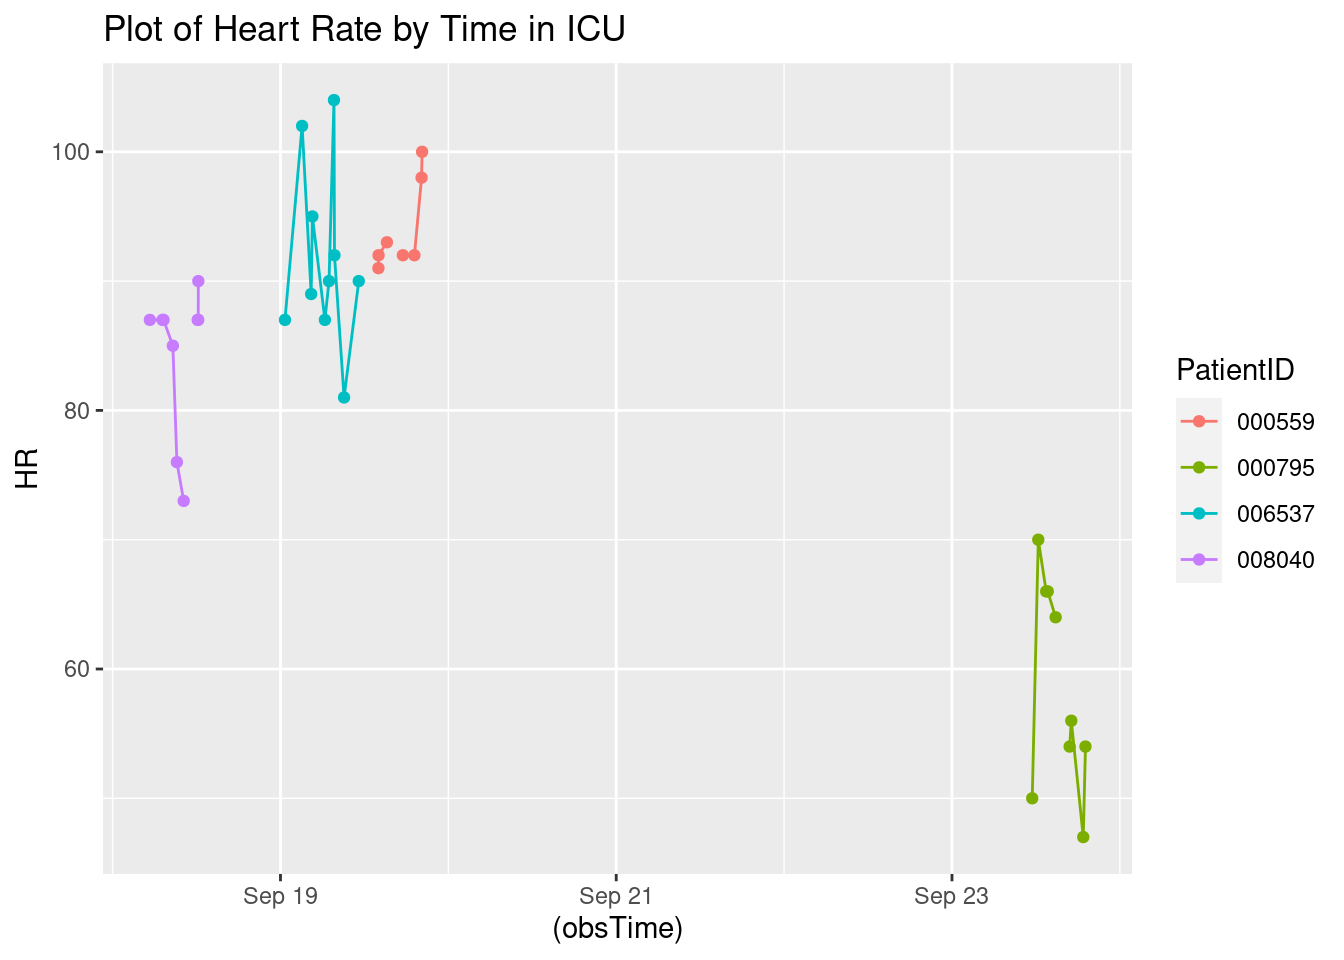 Plot of Heart Rate by Time in ICU
100
80
60
HR
Sep 19
Sep 21
Sep 23
(obsTime)
PatientID
000559
000795
006537
008040